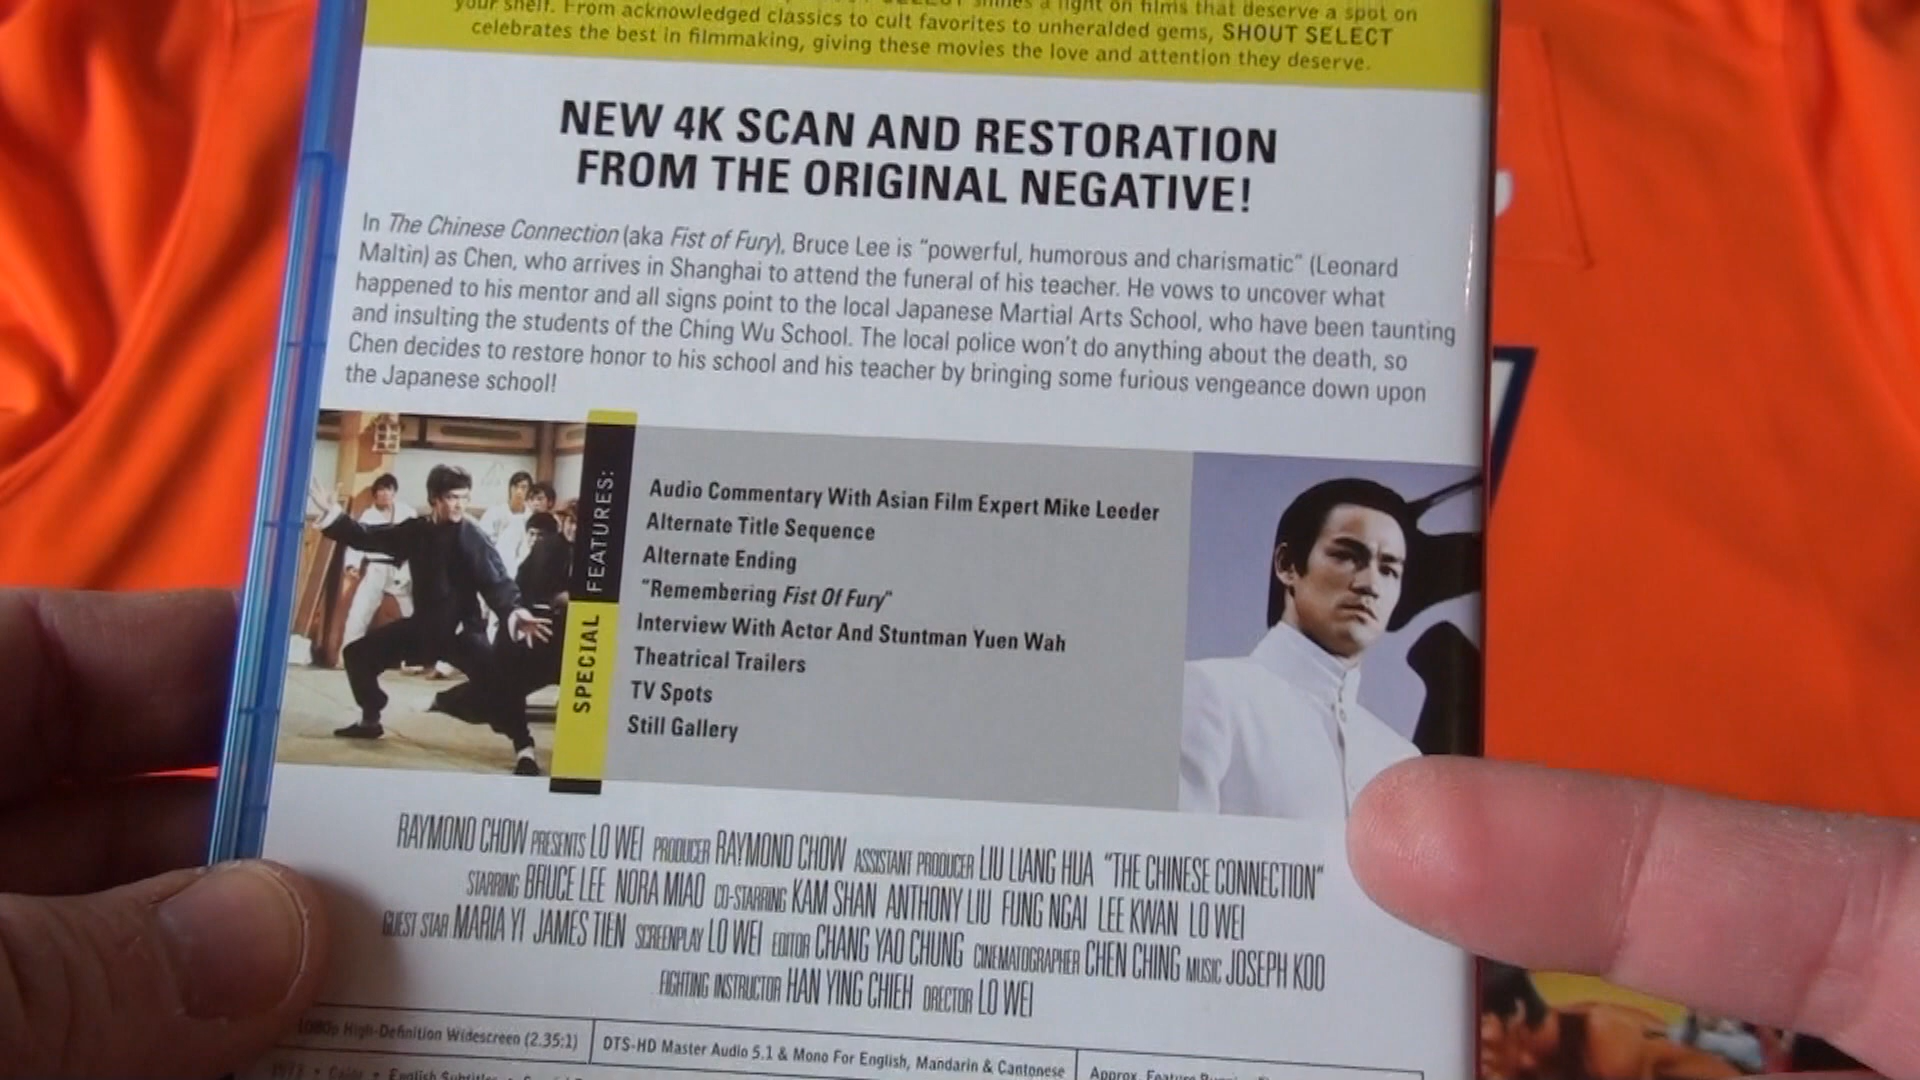 your shelf. From acknowledged classics to cult favorites to unheralded gems, SHOUT SELECT
celebrates the best in filmmaking, giving these movies the love and attention they deserve.
NEW 4K SCAN AND RESTORATION
FROM THE ORIGINAL NEGATIVE!
In The Chinese Connection (aka Fist of Fury), Bruce Lee is “powerful, humorous and charismatic” (Leonard
Maltin) as Chen, who arrives in Shanghai to attend the funeral of his teacher. He vows to uncover what
happened to his mentor and all signs point to the local Japanese Martial Arts School, who have been taunting
and insulting the students of the Ching Wu School. The local police won't do anything about the death, so
Chen decides to restore honor to his school and his teacher by bringing some furious vengeance down upon
the Japanese school!
SPECIAL FEATURES:
Audio Commentary With Asian Film Expert Mike Leeder
Alternate Title Sequence
Alternate Ending
“Remembering Fist Of Fury”
Interview With Actor And Stuntman Yuen Wah
Theatrical Trailers
TV Spots
Still Gallery
RAYMOND CHOW PRESENTS LO WEI PRODUCER RAYMOND CHOW ASSISTANT PRODUCER LIU LIANG HUA “THE CHINESE CONNECTION”
STARRING BRUCE LEE NORA MIAO CO-STARRING KAM SHAN ANTHONY LIU FUNG NGAI LEE KWAN LO WEI
GUEST STAR MARIA YI JAMES TIEN SCREENPLAY LO WEI EDITOR CHANG YAO CHUNG CINEMATOGRAPHER CHEN CHING MUSIC JOSEPH KOO
FIGHTING INSTRUCTOR HAN YING CHIEH DIRECTOR LO WEI
1080p High-Definition Widescreen (2.35:1)
DTS-HD Master Audio 5.1 & Mono For English, Mandarin & Cantonese
Approx. Feature